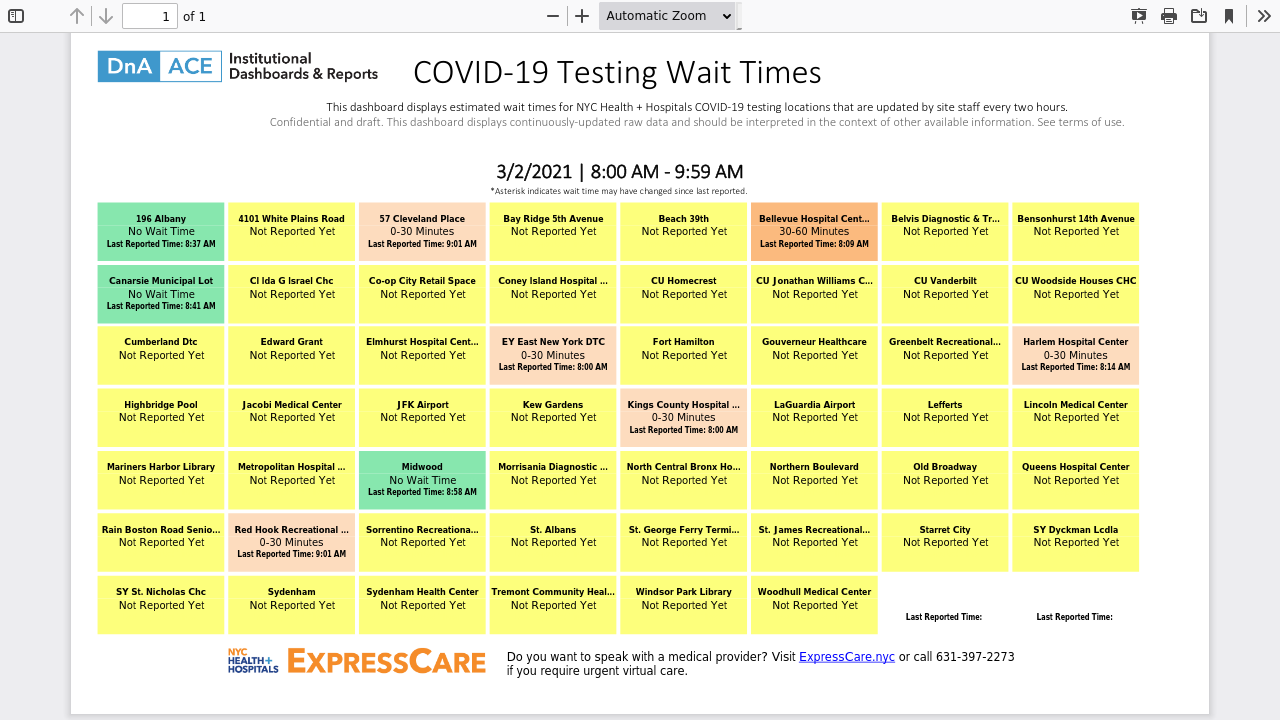 1 of 1 Automatic Zoom
DnA ACE Institutional
Dashboards & Reports
COVID-19 Testing Wait Times
This dashboard displays estimated wait times for NYC Health + Hospitals COVID-19 testing locations that are updated by site staff every two hours.
Confidential and draft. This dashboard displays continuously-updated raw data and should be interpreted in the context of other available information. See terms of use.
3/2/2021 | 8:00 AM - 9:59 AM
*Asterisk indicates wait time may have changed since last reported.
196 Albany
No Wait Time
Last Reported Time: 8:37 AM
4101 White Plains Road
Not Reported Yet
57 Cleveland Place
0-30 Minutes
Last Reported Time: 9:01 AM
Bay Ridge 5th Avenue
Not Reported Yet
Beach 39th
Not Reported Yet
Bellevue Hospital Cent...
30-60 Minutes
Last Reported Time: 8:09 AM
Belvis Diagnostic & Tr...
Not Reported Yet
Bensonhurst 14th Avenue
Not Reported Yet
Canarsie Municipal Lot
No Wait Time
Last Reported Time: 8:41 AM
CI Ida G Israel Chc
Not Reported Yet
Co-op City Retail Space
Not Reported Yet
Coney Island Hospital ...
Not Reported Yet
CU Homecrest
Not Reported Yet
CU Jonathan Williams C...
Not Reported Yet
CU Vanderbilt
Not Reported Yet
CU Woodside Houses CHC
Not Reported Yet
Cumberland Dtc
Not Reported Yet
Edward Grant
Not Reported Yet
Elmhurst Hospital Cent...
Not Reported Yet
EY East New York DTC
0-30 Minutes
Last Reported Time: 8:00 AM
Fort Hamilton
Not Reported Yet
Gouverneur Healthcare
Not Reported Yet
Greenbelt Recreational...
Not Reported Yet
Harlem Hospital Center
0-30 Minutes
Last Reported Time: 8:14 AM
Highbridge Pool
Not Reported Yet
Jacobi Medical Center
Not Reported Yet
JFK Airport
Not Reported Yet
Kew Gardens
Not Reported Yet
Kings County Hospital ...
0-30 Minutes
Last Reported Time: 8:00 AM
LaGuardia Airport
Not Reported Yet
Lefferts
Not Reported Yet
Lincoln Medical Center
Not Reported Yet
Mariners Harbor Library
Not Reported Yet
Metropolitan Hospital ...
Not Reported Yet
Midwood
No Wait Time
Last Reported Time: 8:58 AM
Morrisania Diagnostic ...
Not Reported Yet
North Central Bronx Ho...
Not Reported Yet
Northern Boulevard
Not Reported Yet
Old Broadway
Not Reported Yet
Queens Hospital Center
Not Reported Yet
Rain Boston Road Senio...
Not Reported Yet
Red Hook Recreational ...
0-30 Minutes
Last Reported Time: 9:01 AM
Sorrentino Recreationa...
Not Reported Yet
St. Albans
Not Reported Yet
St. George Ferry Termi...
Not Reported Yet
St. James Recreational...
Not Reported Yet
Starret City
Not Reported Yet
SY Dyckman Lcdla
Not Reported Yet
SY St. Nicholas Chc
Not Reported Yet
Sydenham
Not Reported Yet
Sydenham Health Center
Not Reported Yet
Tremont Community Heal...
Not Reported Yet
Windsor Park Library
Not Reported Yet
Woodhull Medical Center
Not Reported Yet
Last Reported Time:
Last Reported Time:
NYC
HEALTH+
HOSPITALS
EXPRESSCARE
Do you want to speak with a medical provider? Visit ExpressCare.nyc or call 631-397-2273
if you require urgent virtual care.